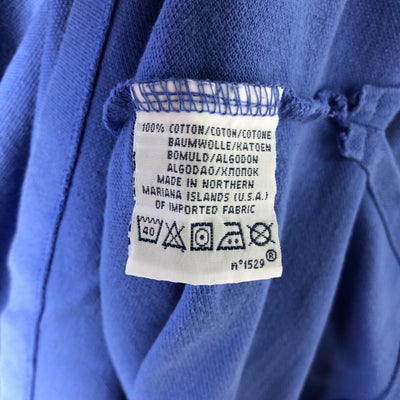 100% COTTON/COTON/COTONE
BAUMWOLLE/KATOEN
BOMULD/ALGODON
ALGODAO/ХЛОПОК
MADE IN NORTHERN
MARIANA ISLANDS (U.S.A.)
OF IMPORTED FABRIC
40
n°1529 ®